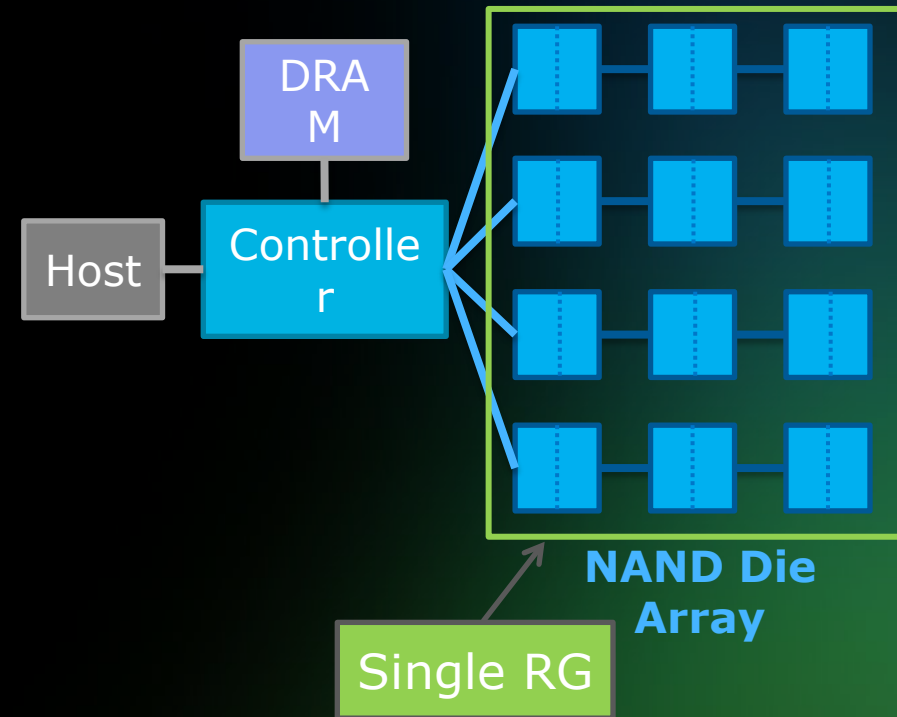 DRA
M
Host
Controlle
r
NAND Die
Array
Single RG